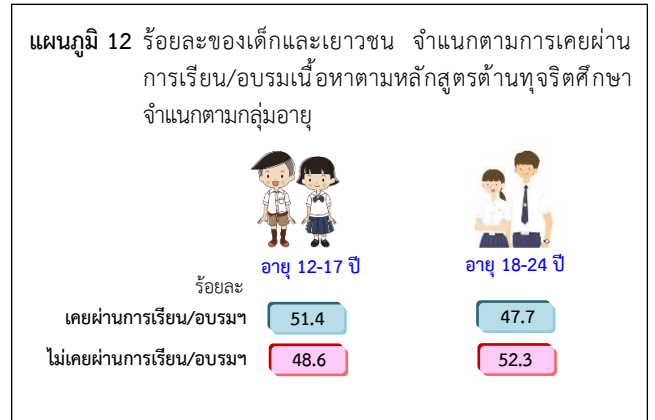 แผนภูมิ 12 ร้อยละของเด็กและเยาวชน จำแนกตามการเคยผ่าน
การเรียน/อบรมเนื้อหาตามหลักสูตรต้านทุจริตศึกษา
จำแนกตามกลุ่มอายุ
อายุ 12-17 ปี อายุ 18-24 ปี
ร้อยละ
เคยผ่านการเรียน/อบรมฯ 51.4 47.7
ไม่เคยผ่านการเรียน/อบรมฯ 48.6 52.3